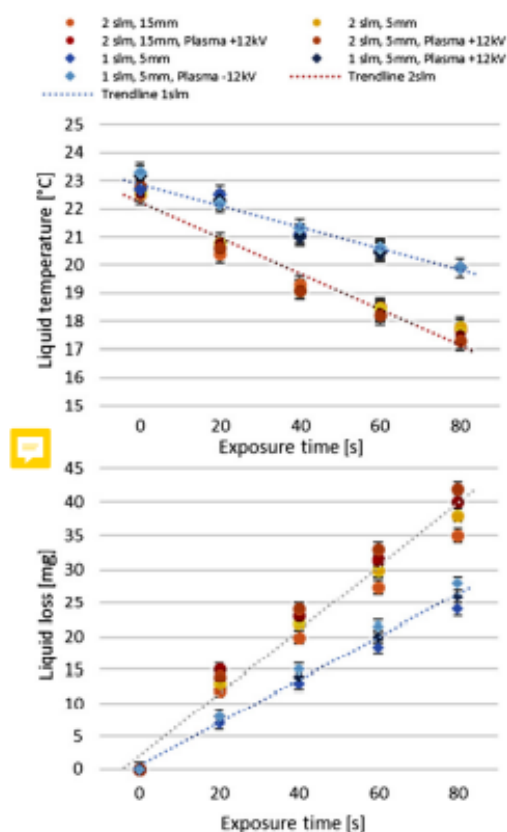 2 slm, 15mm
2 slm, 5mm
2 slm, 15mm, Plasma +12kV
2 slm, 5mm, Plasma +12kV
1 slm, 5mm
1 slm, 5mm, Plasma +12kV
1 slm, 5mm, Plasma -12kV
Trendline 2slm
Trendline 1slm
25
24
23
22
21
20
19
18
17
16
15
Liquid temperature [°C]
0 20 40 60 80
Exposure time [s]
45
40
35
30
25
20
15
10
5
0
Liquid loss [mg]
0 20 40 60 80
Exposure time [s]